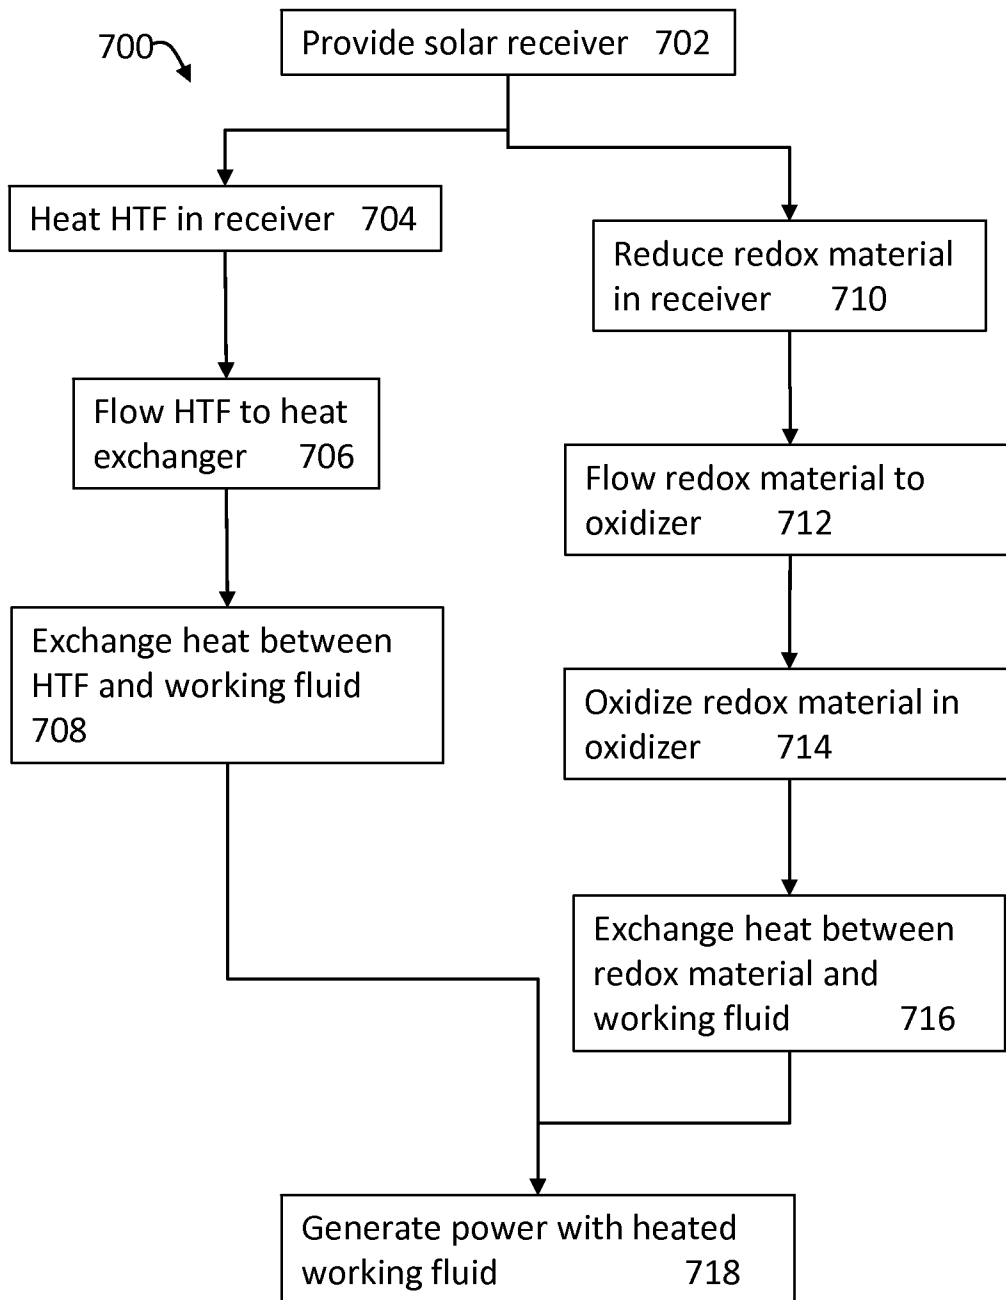 700
Provide solar receiver 702
Heat HTF in receiver 704
Flow HTF to heat
exchanger 706
Exchange heat between
HTF and working fluid
708
Reduce redox material
in receiver 710
Flow redox material to
oxidizer 712
Oxidize redox material in
oxidizer 714
Exchange heat between
redox material and
working fluid 716
Generate power with heated
working fluid 718